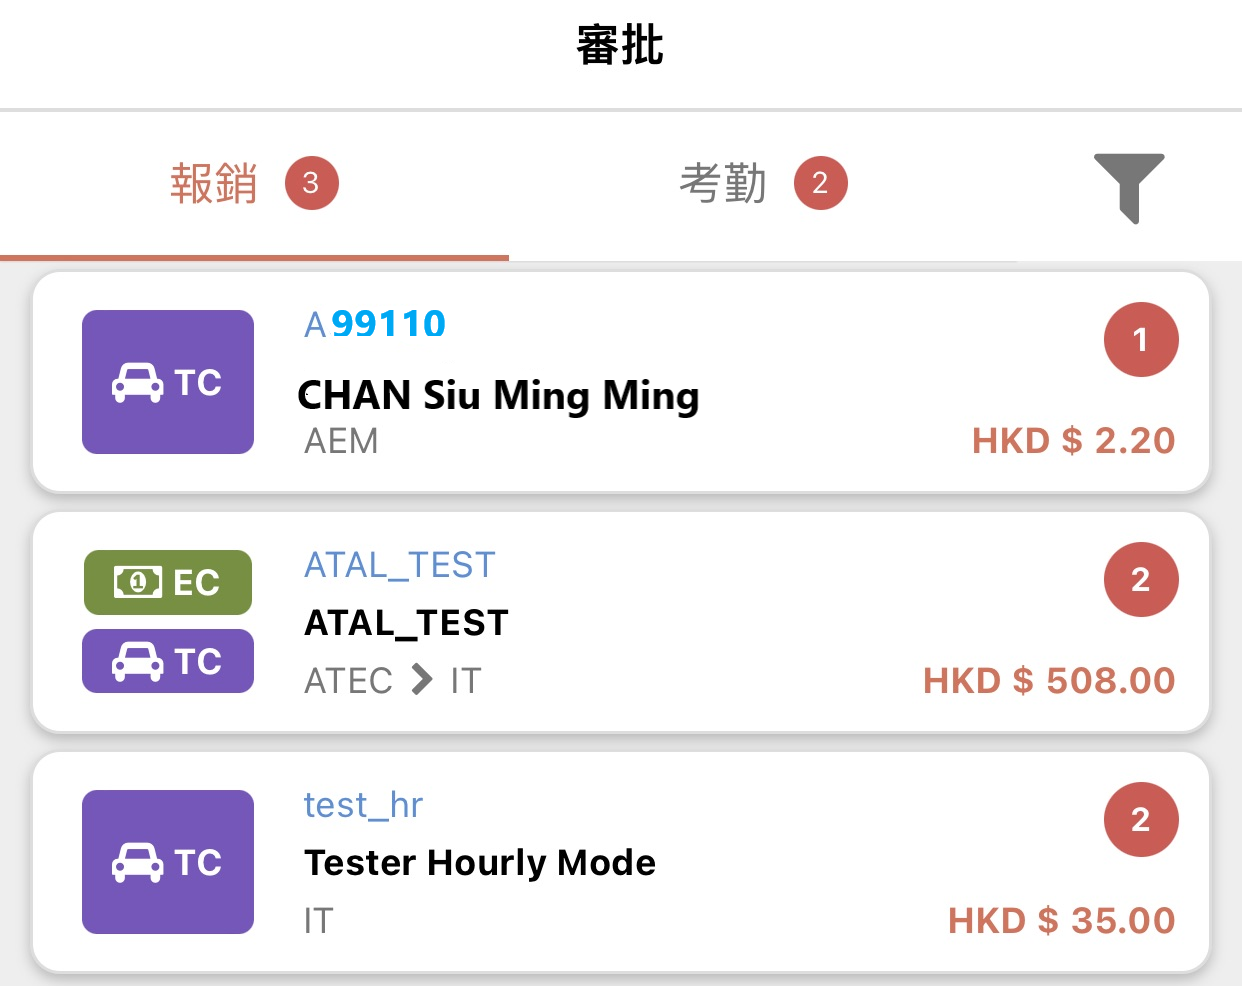 審批
報銷 3 考勤 2
A 99110 1
TC
CHAN Siu Ming Ming
AEM HKD $ 2.20
ATAL_TEST 2
1 EC
ATAL_TEST
TC
ATEC > IT HKD $ 508.00
test_hr 2
TC
Tester Hourly Mode
IT HKD $ 35.00